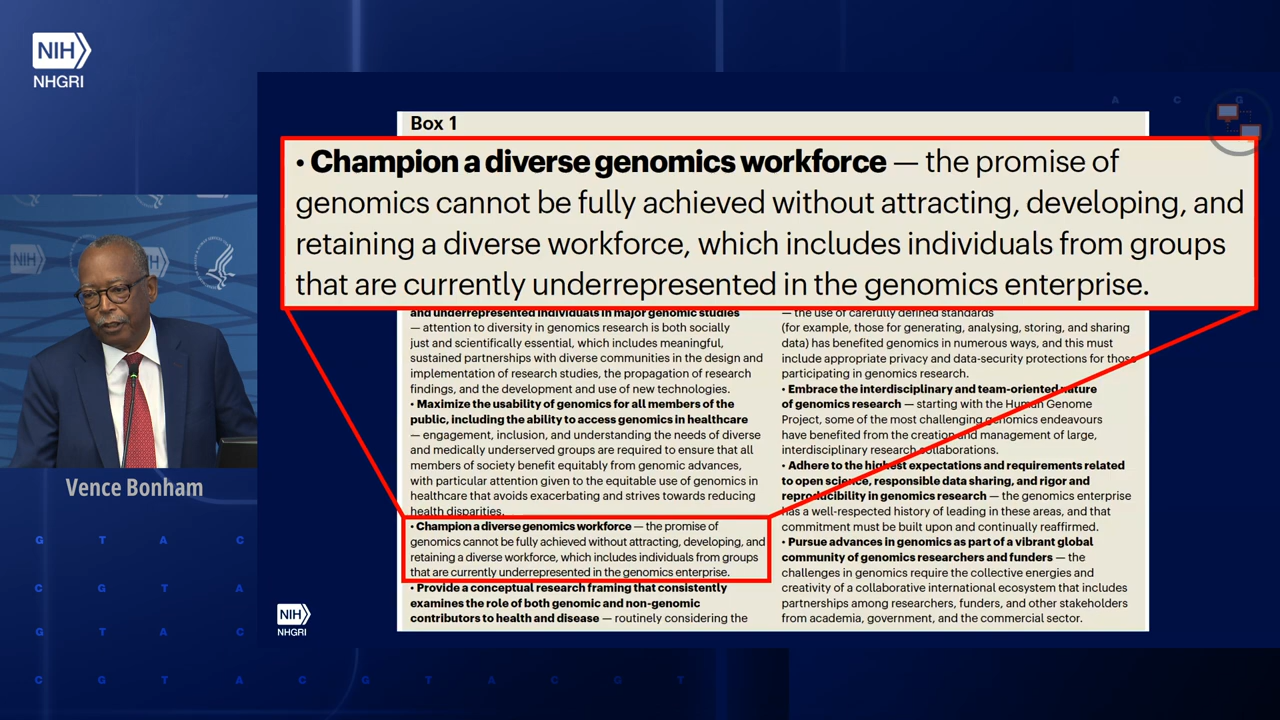 NIH
NHGRI
NIH
Vence Bonham
G T A C
C G T A
G T A C
C G T A C G T A C G T
A C G
Box 1
• Champion a diverse genomics workforce — the promise of
genomics cannot be fully achieved without attracting, developing, and
retaining a diverse workforce, which includes individuals from groups
that are currently underrepresented in the genomics enterprise.
and underrepresented individuals in major genomic studies
— attention to diversity in genomics research is both socially
just and scientifically essential, which includes meaningful,
sustained partnerships with diverse communities in the design and
implementation of research studies, the propagation of research
findings, and the development and use of new technologies.
• Maximize the usability of genomics for all members of the
public, including the ability to access genomics in healthcare
— engagement, inclusion, and understanding the needs of diverse
and medically underserved groups are required to ensure that all
members of society benefit equitably from genomic advances,
with particular attention given to the equitable use of genomics in
healthcare that avoids exacerbating and strives towards reducing
health disparities.
• Champion a diverse genomics workforce — the promise of
genomics cannot be fully achieved without attracting, developing, and
retaining a diverse workforce, which includes individuals from groups
that are currently underrepresented in the genomics enterprise.
• Provide a conceptual research framing that consistently
examines the role of both genomic and non-genomic
contributors to health and disease — routinely considering the
— the use of carefully defined standards
(for example, those for generating, analysing, storing, and sharing
data) has benefited genomics in numerous ways, and this must
include appropriate privacy and data-security protections for those
participating in genomics research.
• Embrace the interdisciplinary and team-oriented nature
of genomics research — starting with the Human Genome
Project, some of the most challenging genomics endeavours
have benefited from the creation and management of large,
interdisciplinary research collaborations.
• Adhere to the highest expectations and requirements related
to open science, responsible data sharing, and rigor and
reproducibility in genomics research — the genomics enterprise
has a well-respected history of leading in these areas, and that
commitment must be built upon and continually reaffirmed.
• Pursue advances in genomics as part of a vibrant global
community of genomics researchers and funders — the
challenges in genomics require the collective energies and
creativity of a collaborative international ecosystem that includes
partnerships among researchers, funders, and other stakeholders
from academia, government, and the commercial sector.
NIH
NHGRI